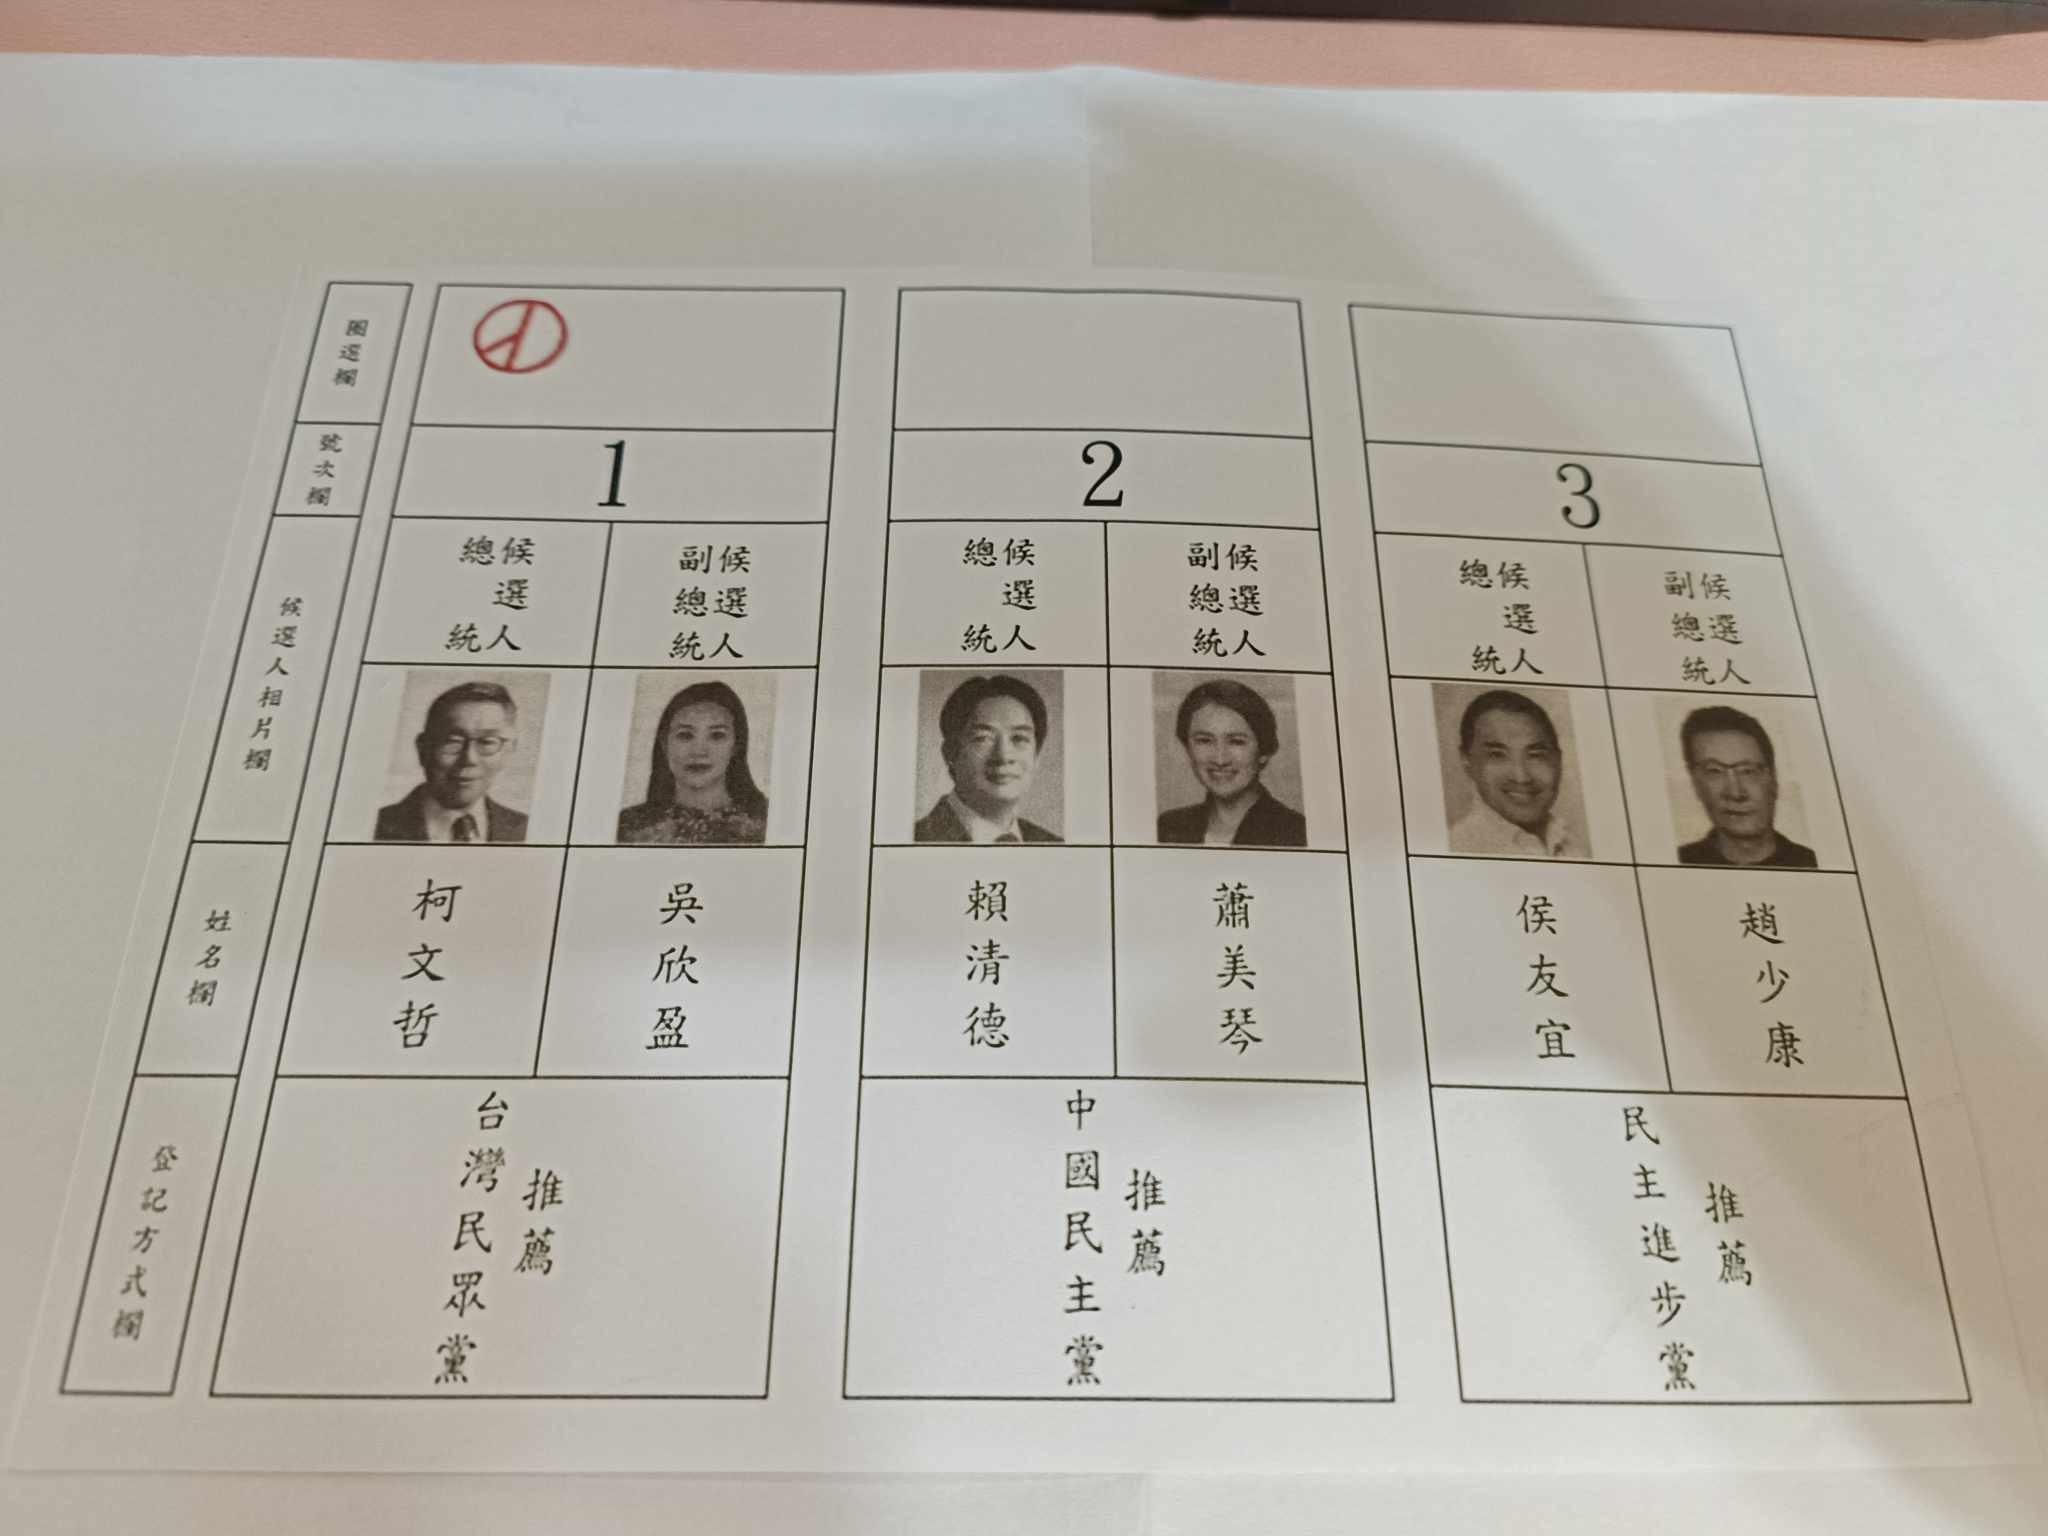 圈選欄
號次欄
候選人相片欄
姓名欄
登記方式欄
1
總統
候選人
副總統
候選人
柯文哲
吳欣盈
台灣民眾黨
推薦
2
總統
候選人
副總統
候選人
賴清德
蕭美琴
中國民主黨
推薦
3
總統
候選人
副總統
候選人
侯友宜
趙少康
民主進步黨
推薦